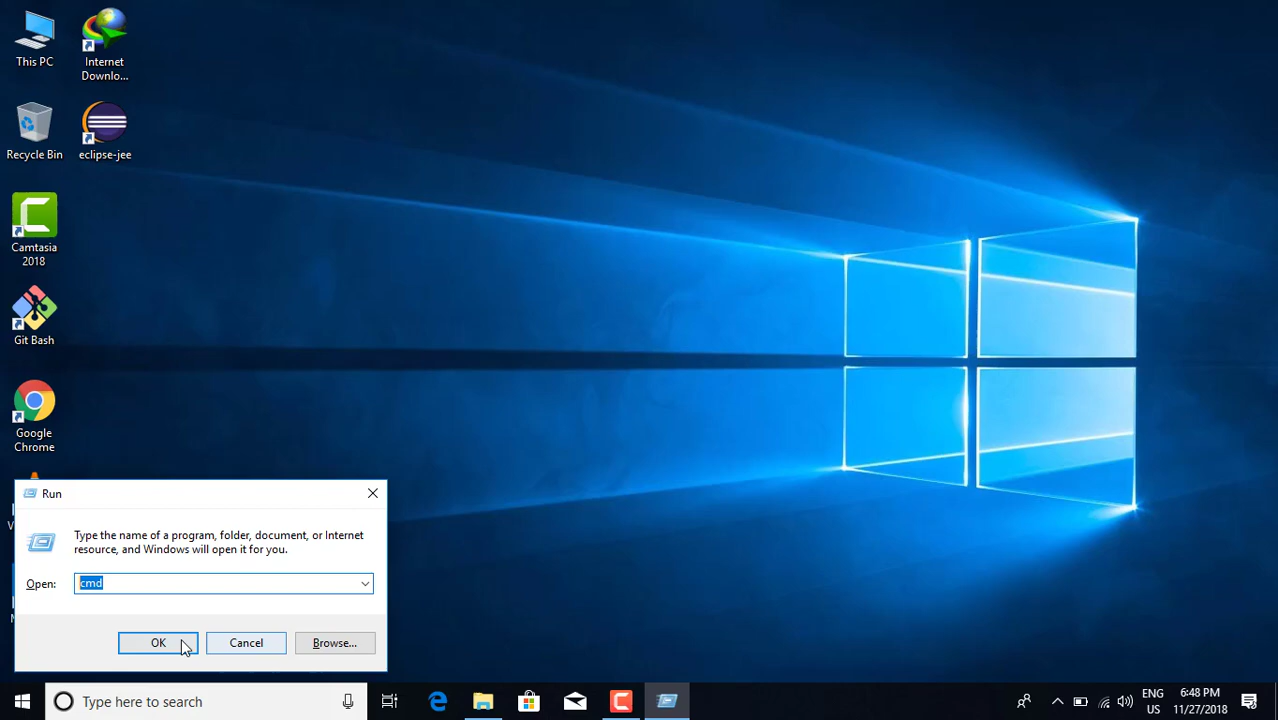 This PC
Internet
Downlo...
Recycle Bin
eclipse-jee
Camtasia
2018
Git Bash
Google
Chrome
Run
Type the name of a program, folder, document, or Internet
resource, and Windows will open it for you.
Open:
cmd
OK
Cancel
Browse...
Type here to search
ENG
US
6:48 PM
11/27/2018